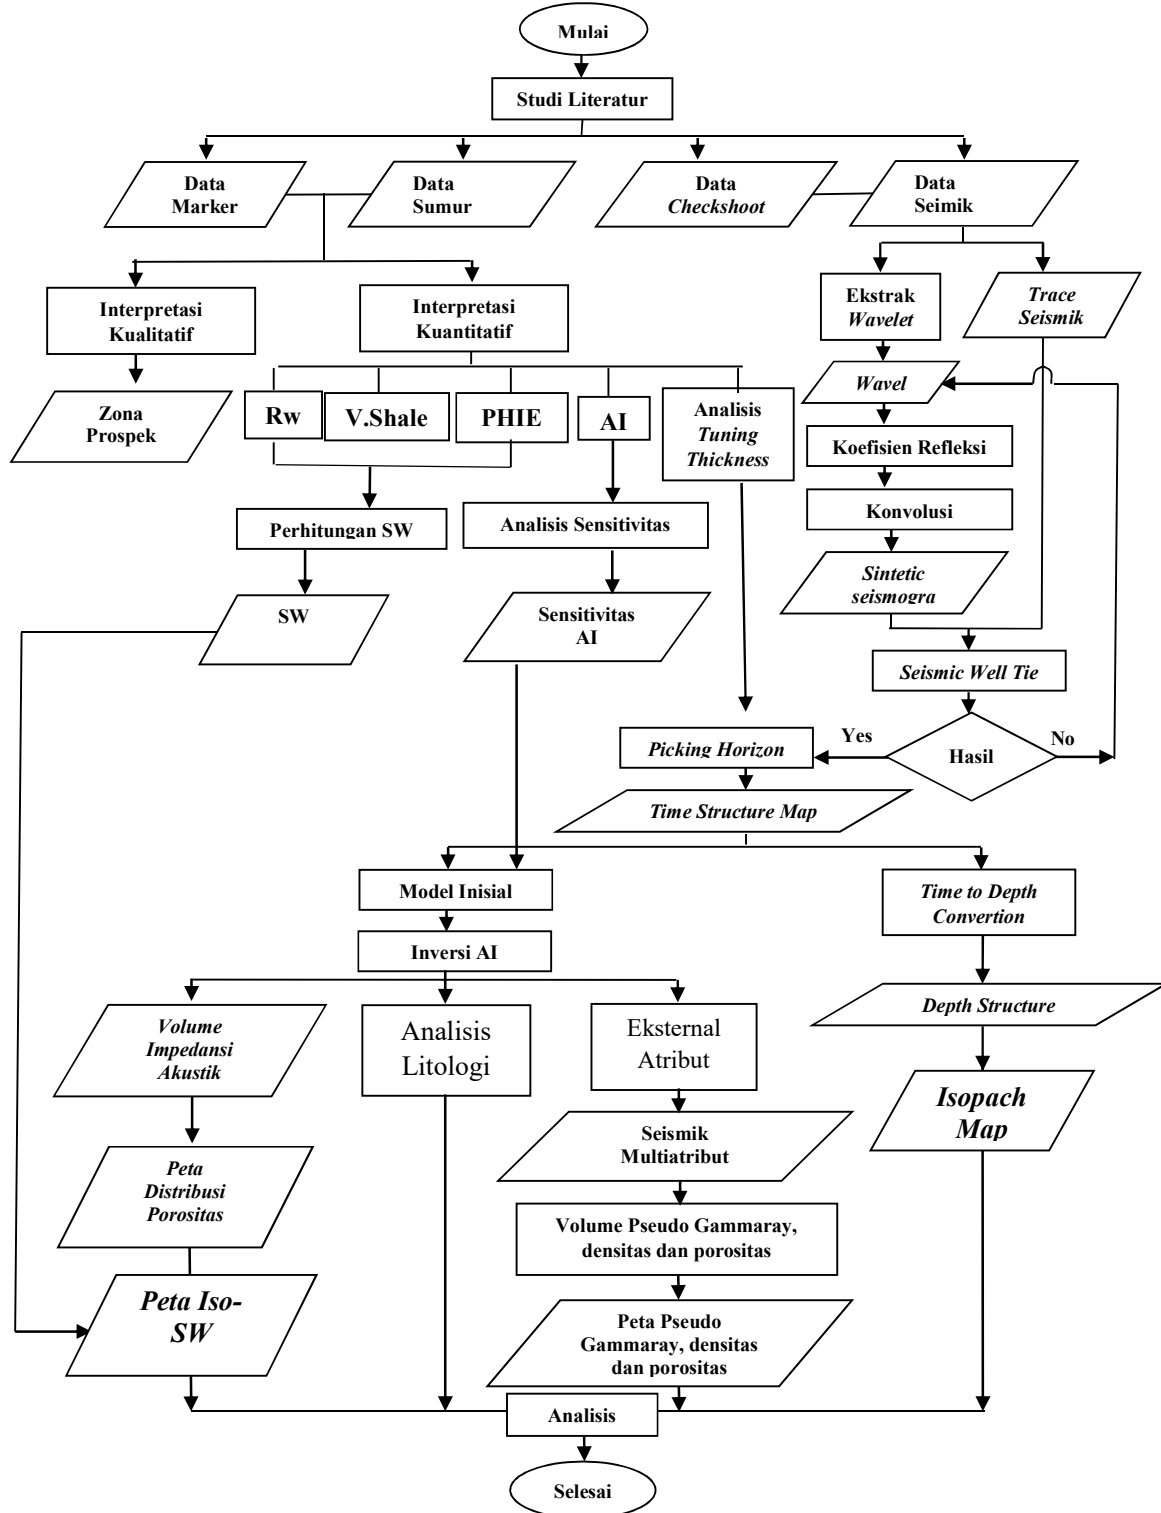 Mulai
Studi Literatur
Data
Marker
Data
Sumur
Data
Checkshoot
Data
Seimik
Interpretasi
Kualitatif
Interpretasi
Kuantitatif
Ekstrak
Wavelet
Trace
Seismik
Zona
Prospek
Rw
V.Shale
PHIE
AI
Analisis
Tuning
Thickness
Wavel
Koefisien Refleksi
Konvolusi
Perhitungan SW
Analisis Sensitivitas
Sintetic
seismogra
SW
Sensitivitas
AI
Seismic Well Tie
Picking Horizon
Yes
Hasil
No
Time Structure Map
Model Inisial
Time to Depth
Convertion
Inversi AI
Volume
Impedansi
Akustik
Analisis
Litologi
Eksternal
Atribut
Depth Structure
Isopach
Map
Seismik
Multiatribut
Peta
Distribusi
Porositas
Volume Pseudo Gammaray,
densitas dan porositas
Peta Iso-
SW
Peta Pseudo
Gammaray, densitas
dan porositas
Analisis
Selesai